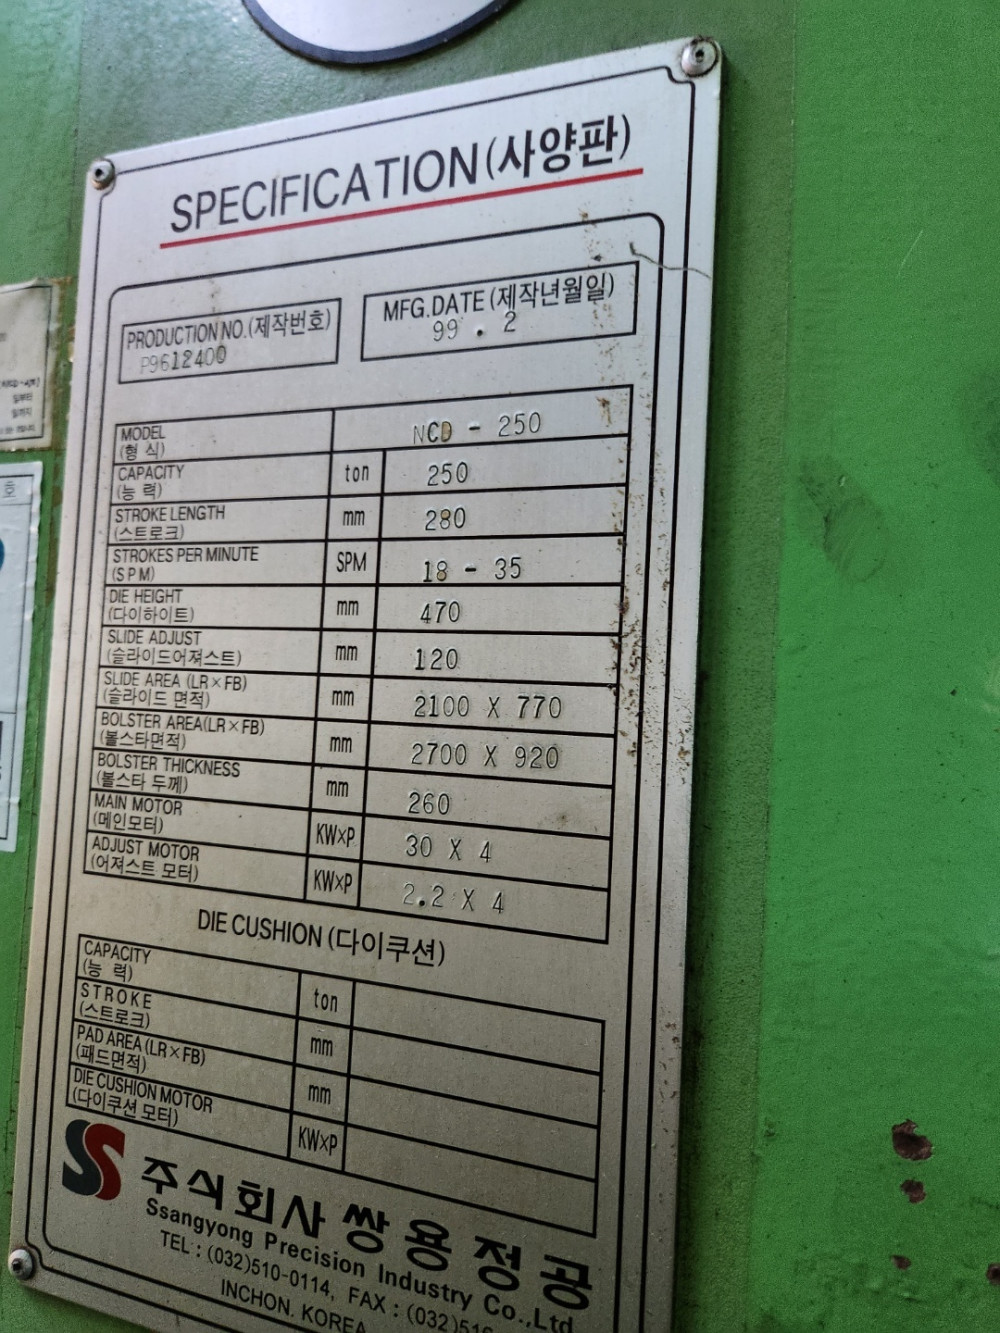 SPECIFICATION(사양판)
PRODUCTION NO.(제작번호)
P9612400
MFG.DATE(제작년월일)
99 . 2
MODEL
(형 식)
NCD - 250
CAPACITY
(능 력)
ton
250
STROKE LENGTH
(스트로크)
mm
280
STROKES PER MINUTE
(S P M)
SPM
18 - 35
DIE HEIGHT
(다이하이트)
mm
470
SLIDE ADJUST
(슬라이드어져스트)
mm
120
SLIDE AREA (LR×FB)
(슬라이드 면적)
mm
2100 X 770
BOLSTER AREA(LR×FB)
(볼스타면적)
mm
2700 X 920
BOLSTER THICKNESS
(볼스타 두께)
mm
260
MAIN MOTOR
(메인모터)
KW×P
30 X 4
ADJUST MOTOR
(어져스트 모터)
KW×P
2.2 X 4
DIE CUSHION (다이쿠션)
CAPACITY
(능 력)
ton
STROKE
(스트로크)
mm
PAD AREA (LR×FB)
(패드면적)
mm
DIE CUSHION MOTOR
(다이쿠션 모터)
KW×P
SS
주식회사 쌍용정공
Ssangyong Precision Industry Co.,Ltd
TEL : (032)510-0114, FAX : (032)516
INCHON. KOREA
호
일부터
일까지